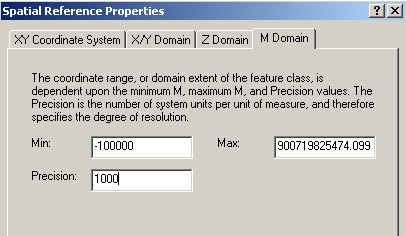 Spatial Reference Properties
XY Coordinate System X/Y Domain Z Domain M Domain
The coordinate range, or domain extent of the feature class, is
dependent upon the minimum M, maximum M, and Precision values. The
Precision is the number of system units per unit of measure, and therefore
specifies the degree of resolution.
Min: -100000 Max: 900719825474.099
Precision: 1000